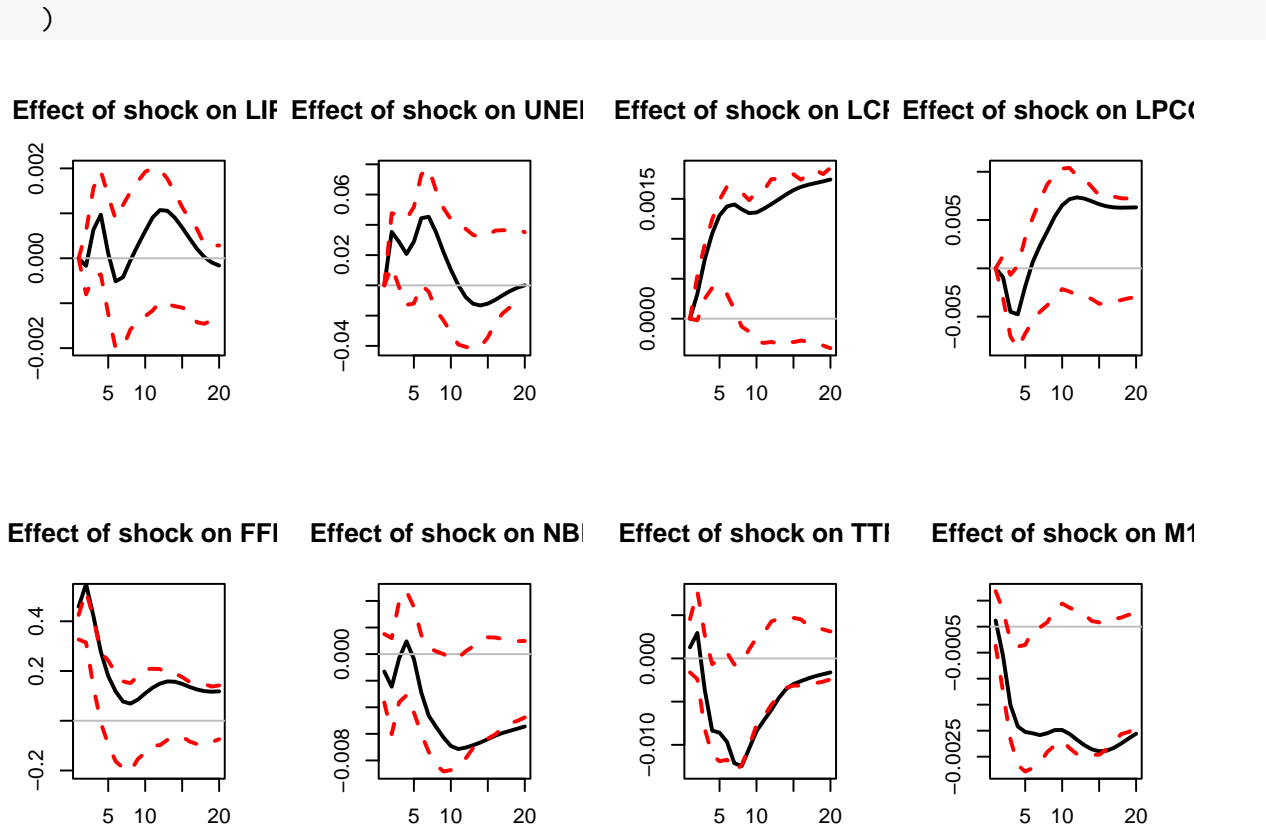 )
Effect of shock on LIP
Effect of shock on UNEI
Effect of shock on LCP
Effect of shock on LPCO
0.002
0.000
−0.002
5 10 20
0.06
0.02
−0.04
5 10 20
0.0015
0.0000
5 10 20
0.005
−0.005
5 10 20
Effect of shock on FFI
Effect of shock on NBI
Effect of shock on TTI
Effect of shock on M1
0.4
0.2
−0.2
5 10 20
0.000
−0.008
5 10 20
0.000
−0.010
5 10 20
−0.0005
−0.0025
5 10 20